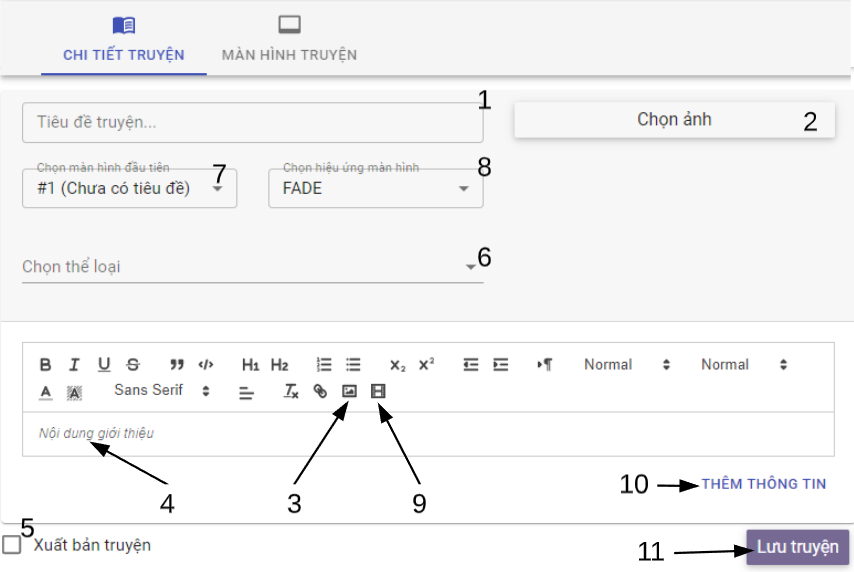 CHI TIẾT TRUYỆN
MÀN HÌNH TRUYỆN
Tiêu đề truyện...
1
Chọn ảnh
2
Chọn màn hình đầu tiên
7
#1 (Chưa có tiêu đề)
Chọn hiệu ứng màn hình
8
FADE
Chọn thể loại
6
B I U S H1 H2 X2 X2 Normal Normal
A A Sans Serif Tx
Nội dung giới thiệu
4
3
9
10
THÊM THÔNG TIN
5
Xuất bản truyện
11
Lưu truyện